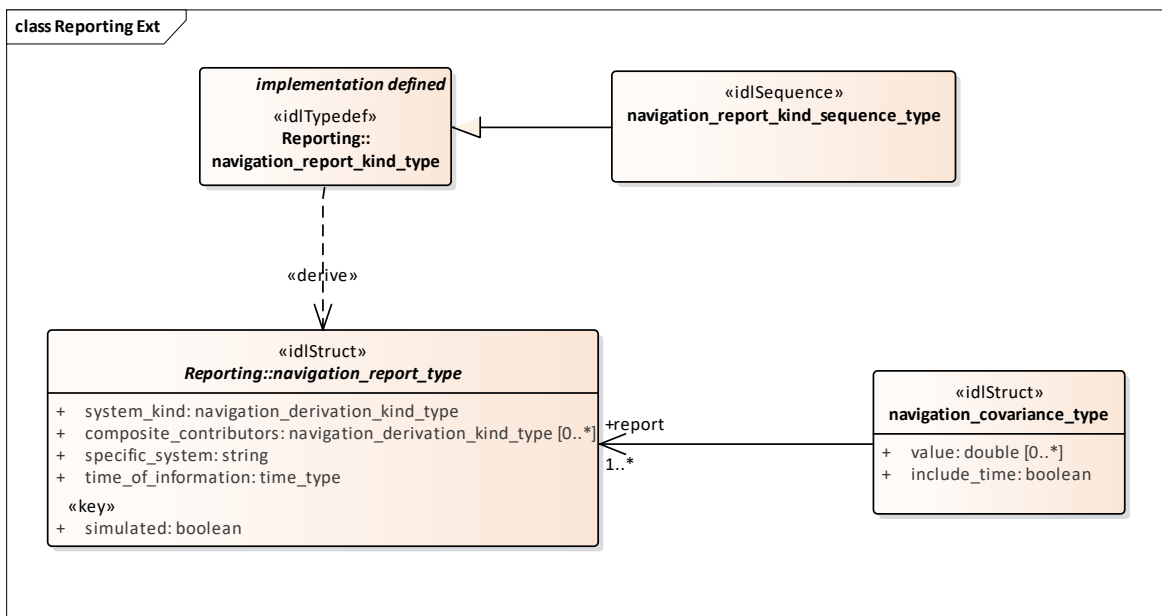 class Reporting Ext
implementation defined
«idlTypedef»
Reporting::
navigation_report_kind_type
«idlSequence»
navigation_report_kind_sequence_type
«derive»
«idlStruct»
Reporting::navigation_report_type
+ system_kind: navigation_derivation_kind_type
+ composite_contributors: navigation_derivation_kind_type [0..*]
+ specific_system: string
+ time_of_information: time_type
«key»
+ simulated: boolean
+report
1..*
«idlStruct»
navigation_covariance_type
+ value: double [0..*]
+ include_time: boolean